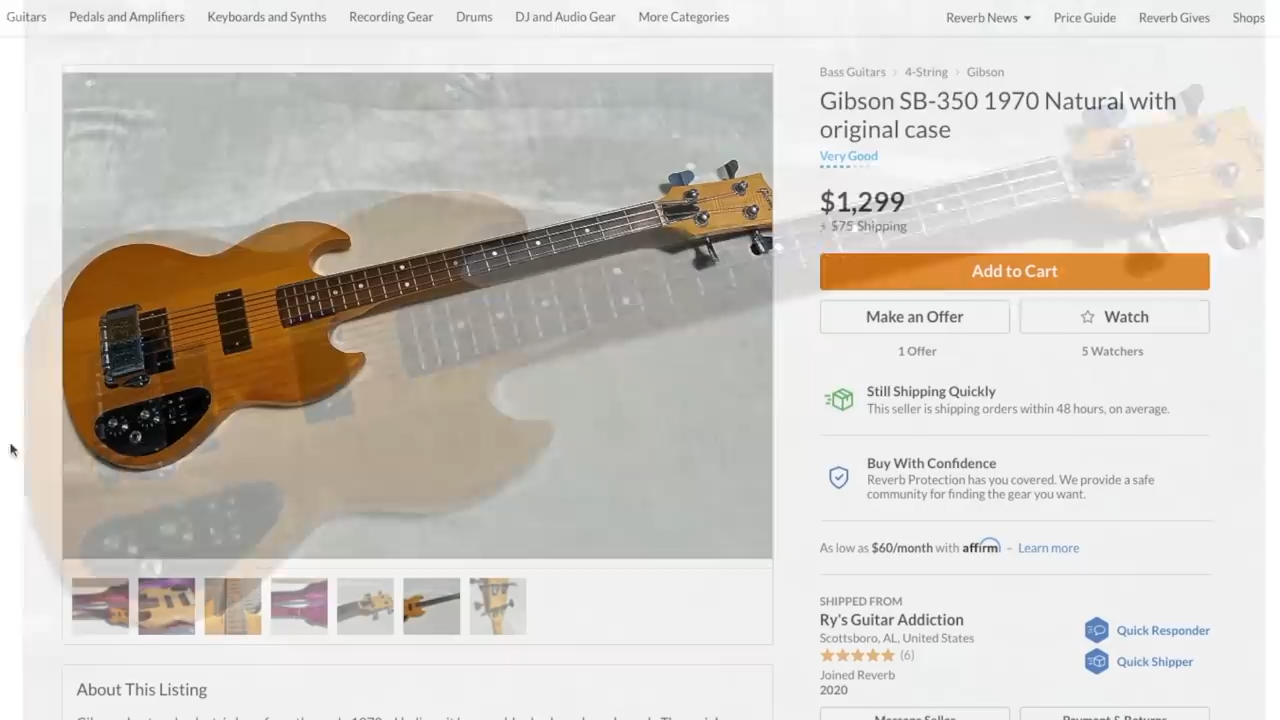 Guitars Pedals and Amplifiers Keyboards and Synths Recording Gear Drums DJ and Audio Gear More Categories Reverb News Price Guide Reverb Gives Shops
Bass Guitars > 4-String > Gibson
Gibson SB-350 1970 Natural with
original case
Very Good
$1,299
+ $75 Shipping
Add to Cart
Make an Offer
Watch
1 Offer
5 Watchers
Still Shipping Quickly
This seller is shipping orders within 48 hours, on average.
Buy With Confidence
Reverb Protection has you covered. We provide a safe
community for finding the gear you want.
As low as $60/month with affirm - Learn more
SHIPPED FROM
Ry's Guitar Addiction
Scottsboro, AL, United States
(6)
Joined Reverb
2020
Quick Responder
Quick Shipper
Message Seller
Payment & Returns
About This Listing